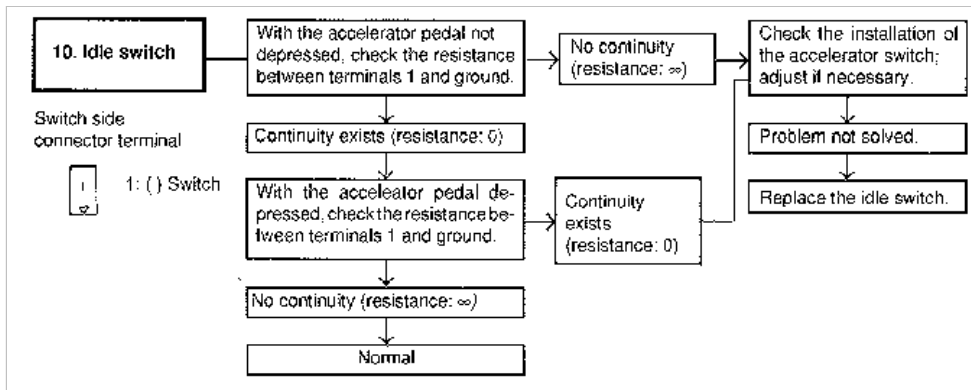 10. Idle switch
With the accelerator pedal not
depressed, check the resistance
between terminals 1 and ground.
No continuity
(resistance: ∞)
Check the installation of
the accelerator switch;
adjust if necessary.
Switch side
connector terminal
1
1: ( ) Switch
Continuity exists (resistance: 0)
Problem not solved.
With the acceleator pedal de-
pressed, check the resistance be-
tween terminals 1 and ground.
Continuity
exists
(resistance: 0)
Replace the idle switch.
No continuity (resistance: ∞)
Normal